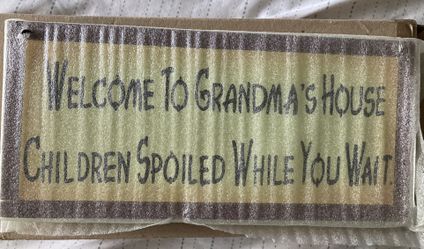 Welcome To Grandma's House
Children Spoiled While You Wait.